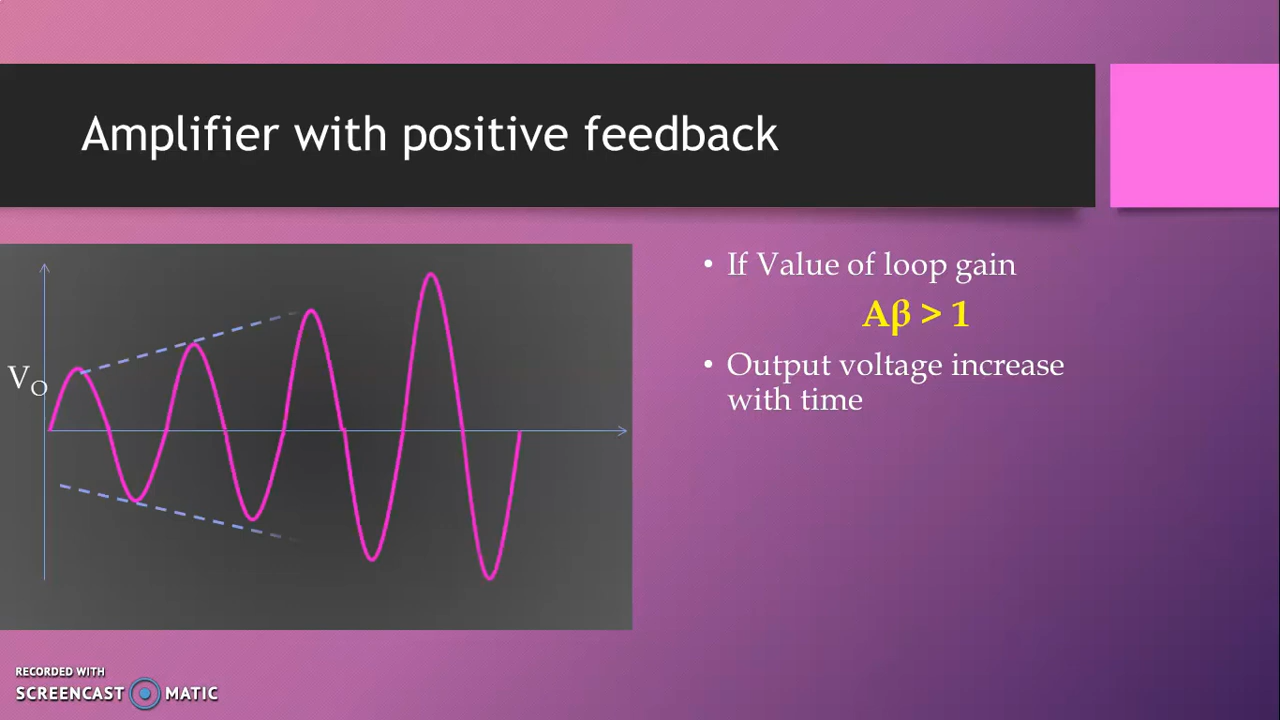 Amplifier with positive feedback
• If Value of loop gain
Aβ > 1
• Output voltage increase
with time
VO
RECORDED WITH
SCREENCAST MATIC